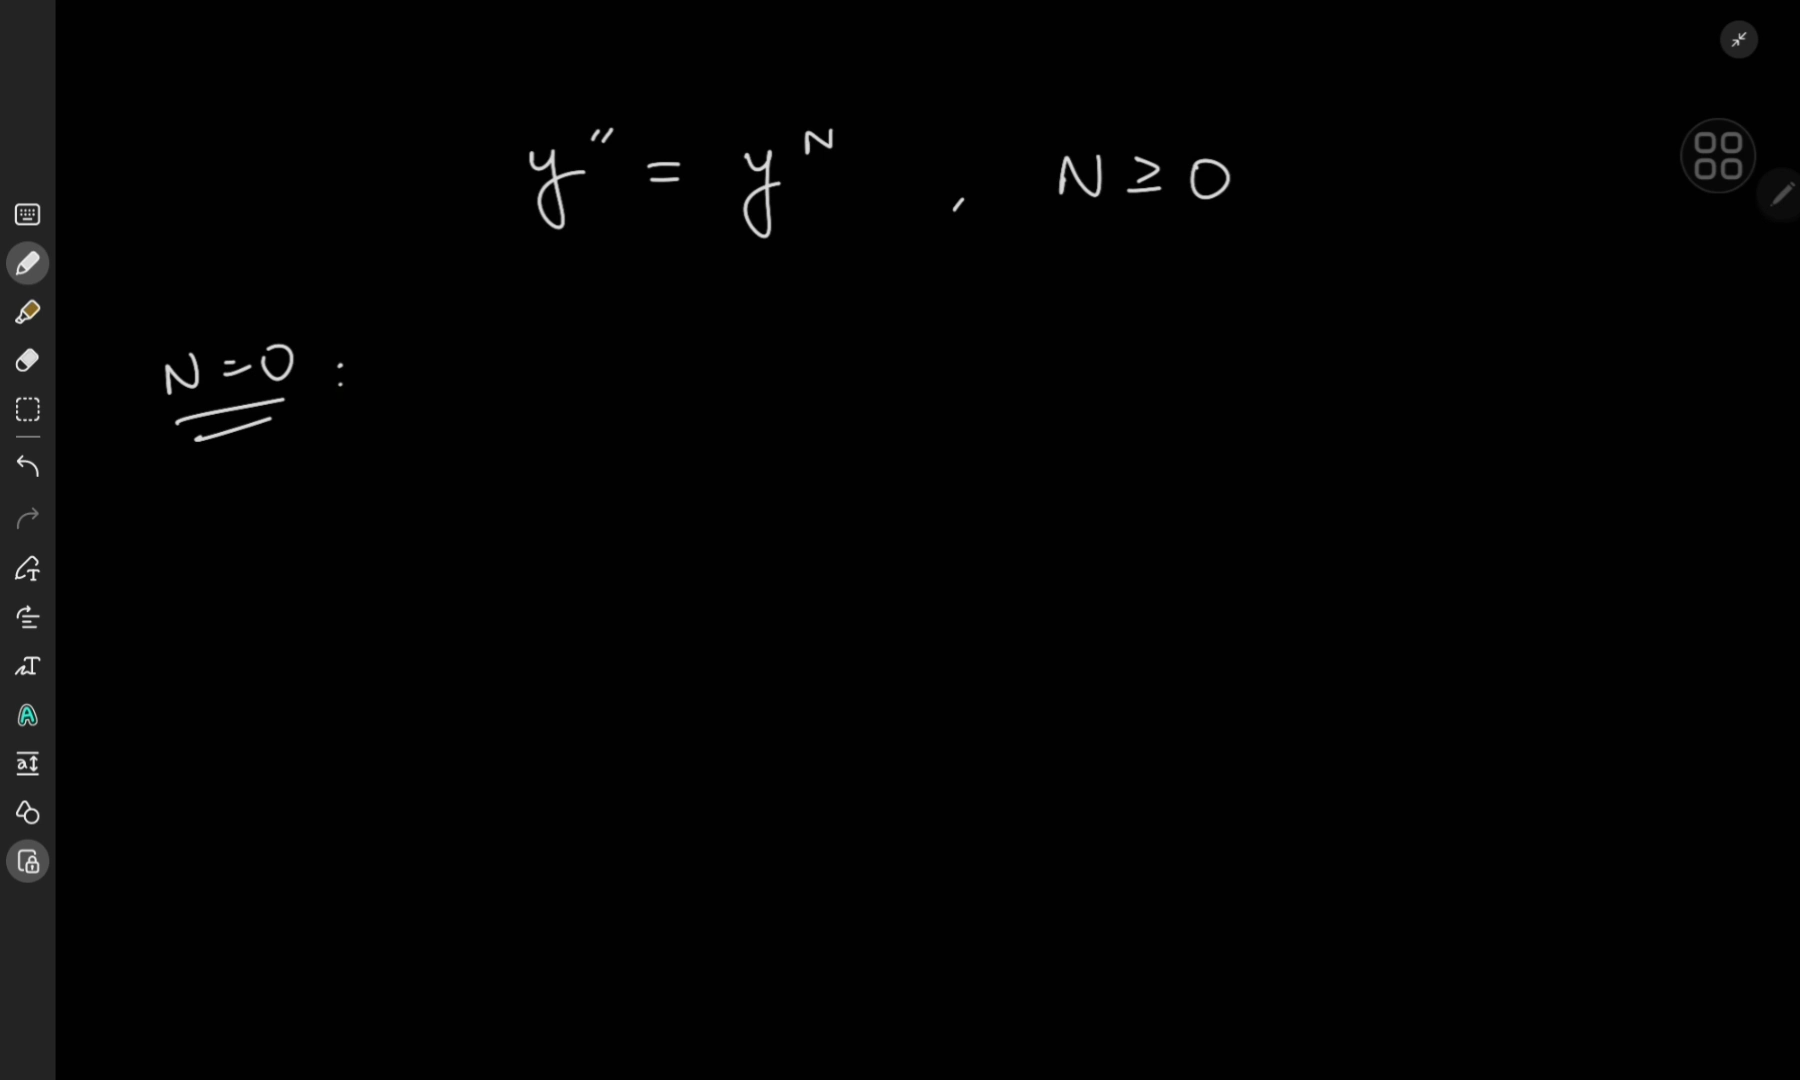 y'' = y^N , N ≥ 0
N = 0 :